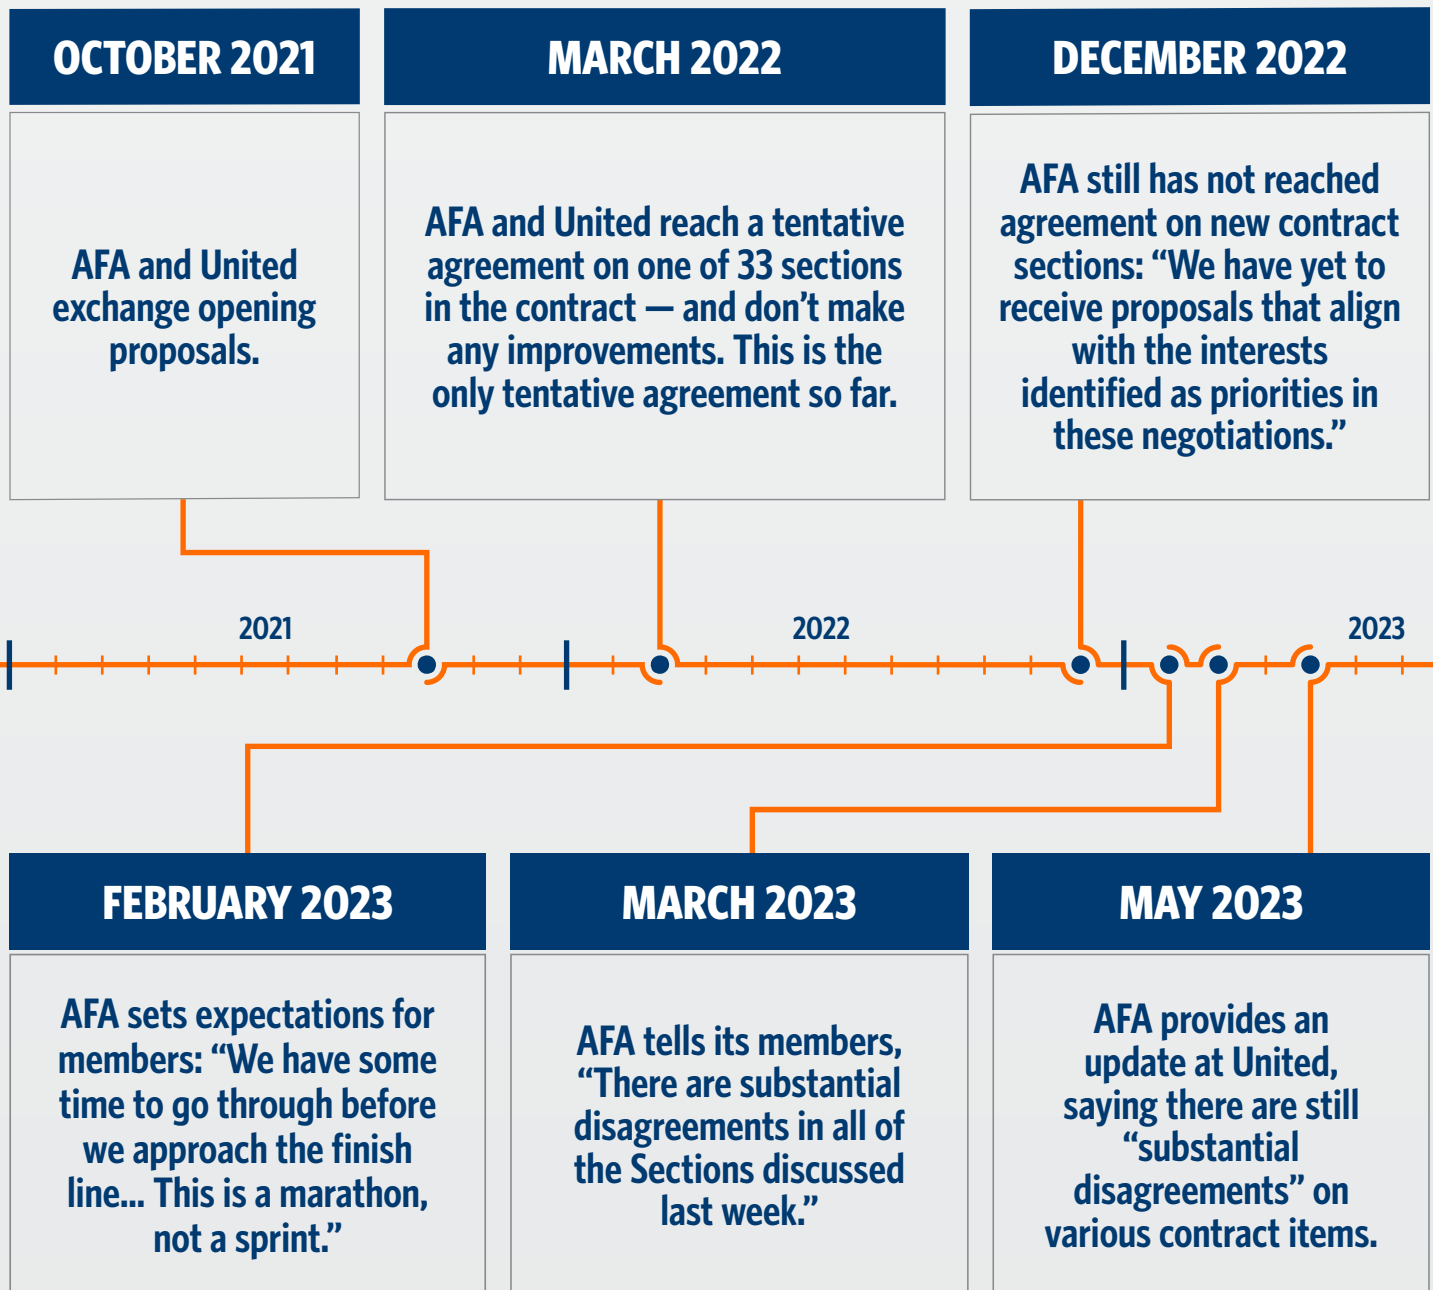 OCTOBER 2021
AFA and United
exchange opening
proposals.
MARCH 2022
AFA and United reach a tentative
agreement on one of 33 sections
in the contract — and don’t make
any improvements. This is the
only tentative agreement so far.
DECEMBER 2022
AFA still has not reached
agreement on new contract
sections: “We have yet to
receive proposals that align
with the interests
identified as priorities in
these negotiations.”
2021
2022
2023
FEBRUARY 2023
AFA sets expectations for
members: “We have some
time to go through before
we approach the finish
line... This is a marathon,
not a sprint.”
MARCH 2023
AFA tells its members,
“There are substantial
disagreements in all of
the Sections discussed
last week.”
MAY 2023
AFA provides an
update at United,
saying there are still
“substantial
disagreements” on
various contract items.